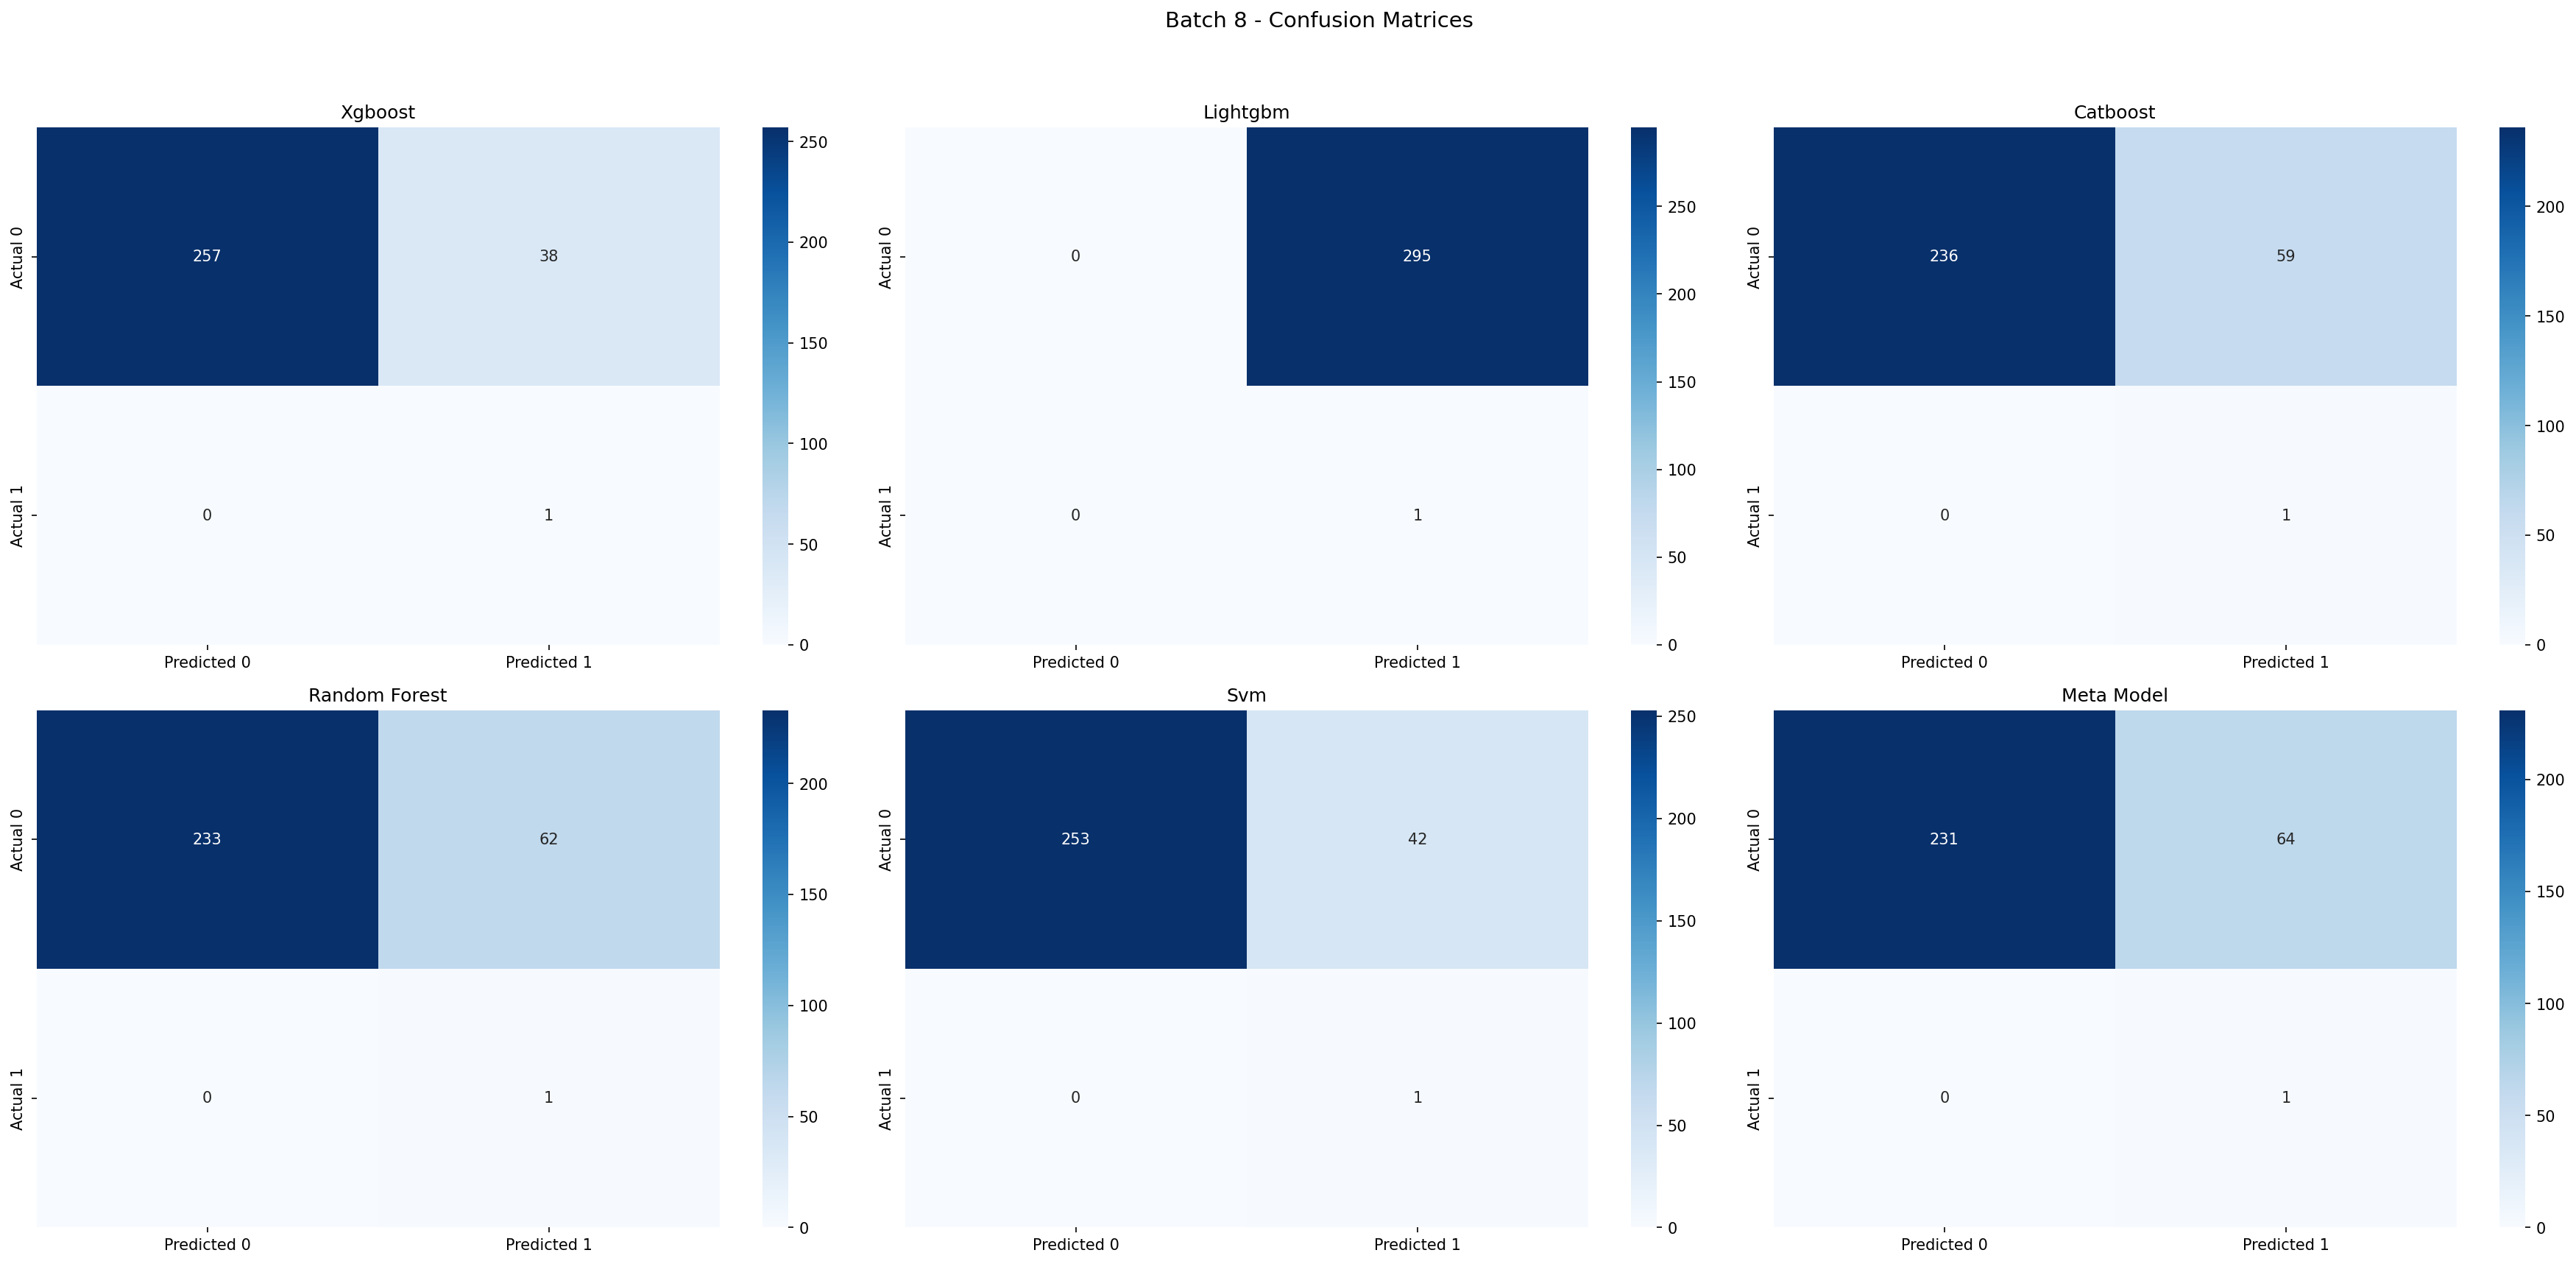 Batch 8 - Confusion Matrices
Xgboost
Actual 0
257
38
Actual 1
0
1
Predicted 0
Predicted 1
250
200
150
100
50
0
Lightgbm
Actual 0
0
295
Actual 1
0
1
Predicted 0
Predicted 1
250
200
150
100
50
0
Catboost
Actual 0
236
59
Actual 1
0
1
Predicted 0
Predicted 1
200
150
100
50
0
Random Forest
Actual 0
233
62
Actual 1
0
1
Predicted 0
Predicted 1
200
150
100
50
0
Svm
Actual 0
253
42
Actual 1
0
1
Predicted 0
Predicted 1
250
200
150
100
50
0
Meta Model
Actual 0
231
64
Actual 1
0
1
Predicted 0
Predicted 1
200
150
100
50
0